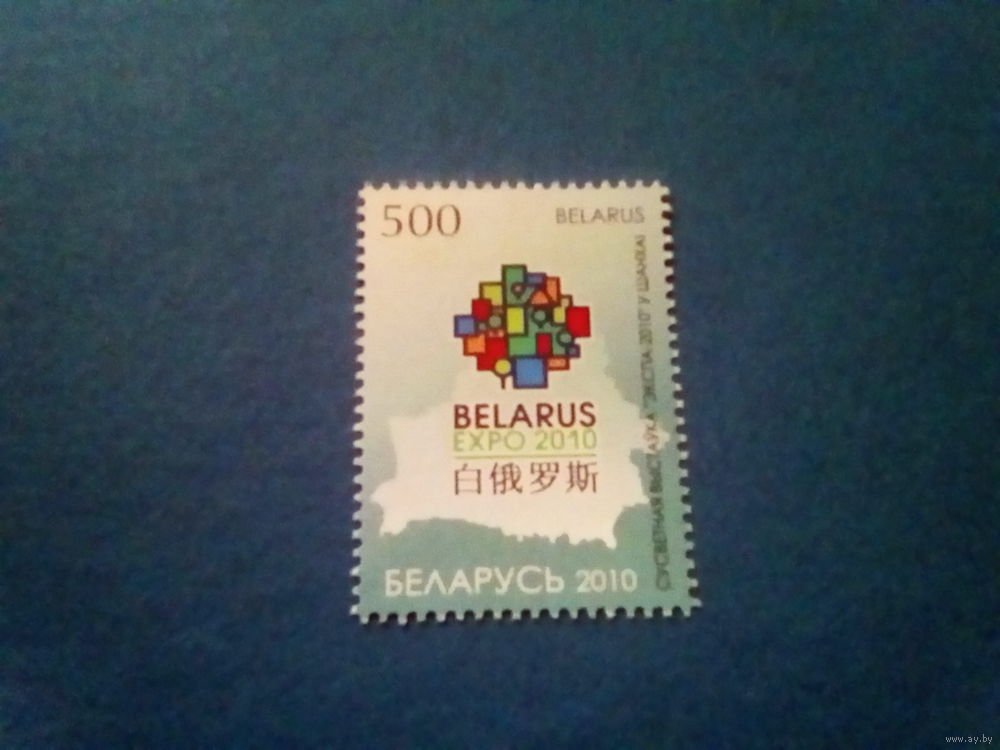 500
BELARUS
BELARUS
EXPO 2010
白俄罗斯
БЕЛАРУСЬ 2010
СУСВЕТНАЯ ВЫСТАЎКА "ЭКСПА-2010" У ШАНХАІ
www.ay.by